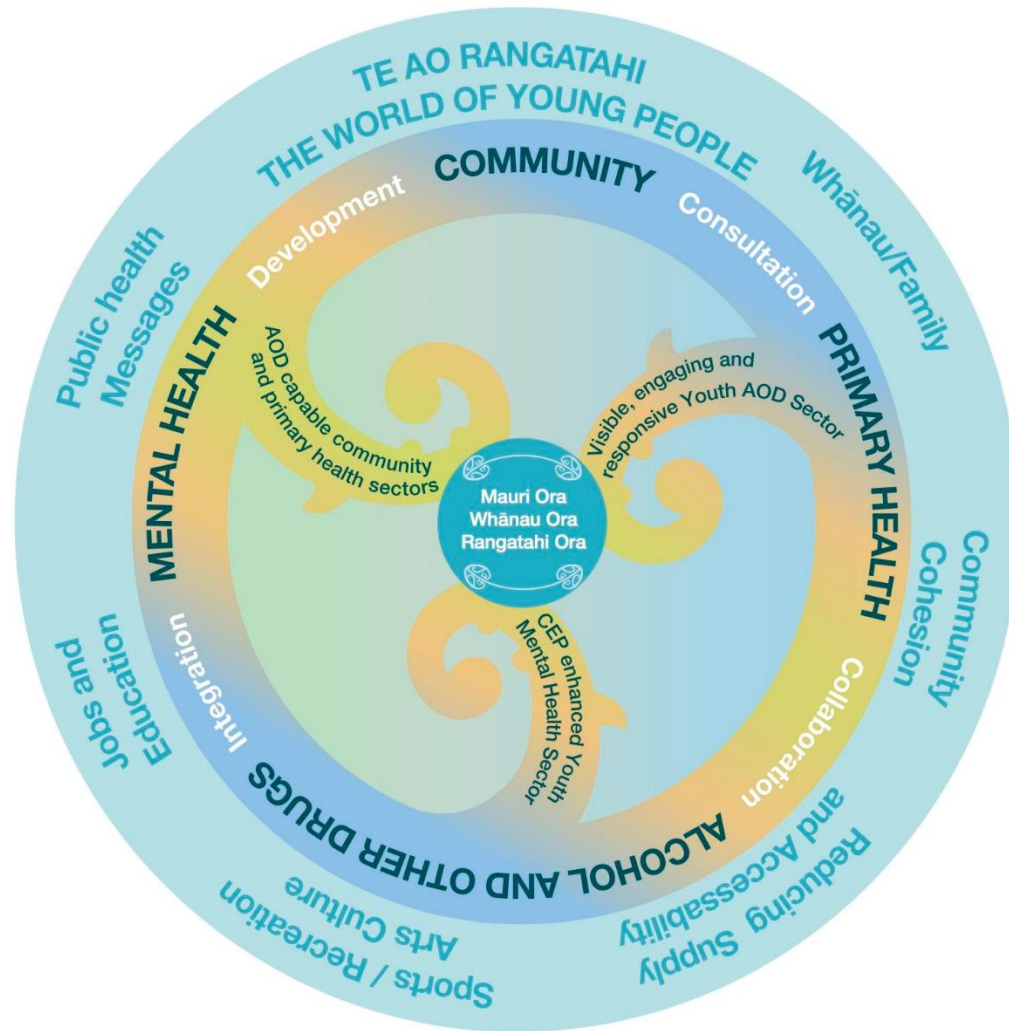 TE AO RANGATAHI
THE WORLD OF YOUNG PEOPLE
Whānau/Family
Community
Cohesion
Reducing Supply
and Accessability
Sports / Recreation
Arts Culture
Jobs and
Education
Public health
Messages
COMMUNITY
Consultation
PRIMARY HEALTH
Collaboration
ALCOHOL AND OTHER DRUGS
Integration
MENTAL HEALTH
Development
AOD capable community
and primary health sectors
Visible, engaging and
responsive Youth AOD Sector
CEP enhanced Youth
Mental Health Sector
Mauri Ora
Whānau Ora
Rangatahi Ora